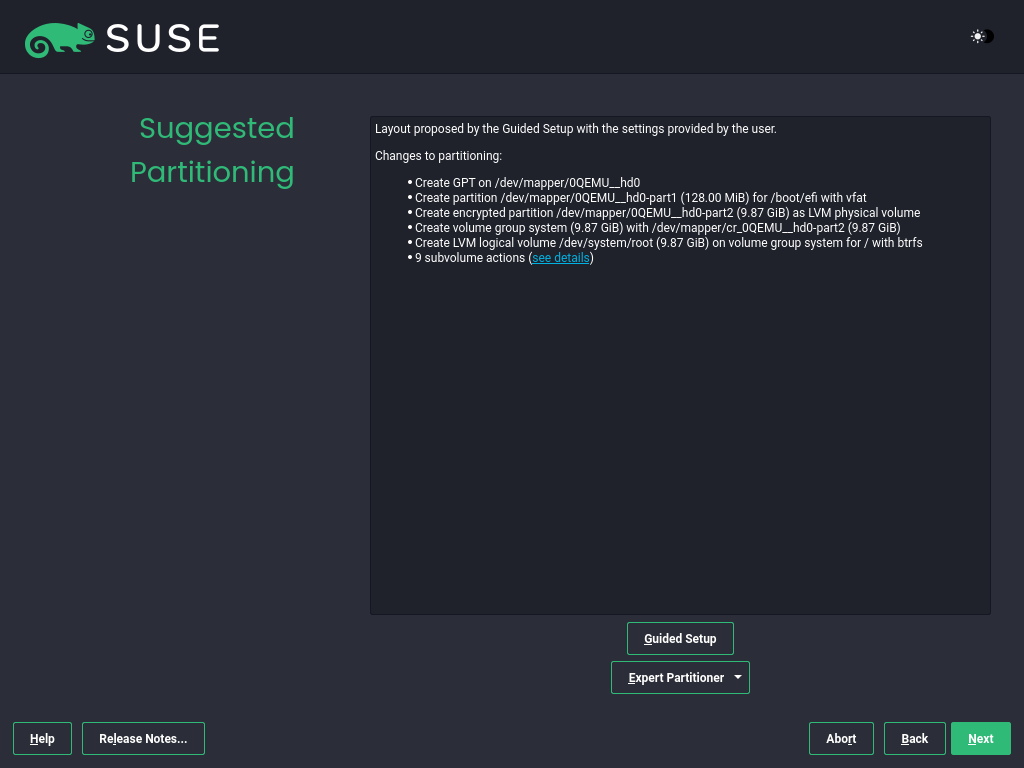 SUSE
Suggested
Partitioning
Layout proposed by the Guided Setup with the settings provided by the user.
Changes to partitioning:
• Create GPT on /dev/mapper/0QEMU__hd0
• Create partition /dev/mapper/0QEMU__hd0-part1 (128.00 MiB) for /boot/efi with vfat
• Create encrypted partition /dev/mapper/0QEMU__hd0-part2 (9.87 GiB) as LVM physical volume
• Create volume group system (9.87 GiB) with /dev/mapper/cr_0QEMU__hd0-part2 (9.87 GiB)
• Create LVM logical volume /dev/system/root (9.87 GiB) on volume group system for / with btrfs
• 9 subvolume actions (see details)
Guided Setup
Expert Partitioner
Help
Release Notes...
Abort
Back
Next